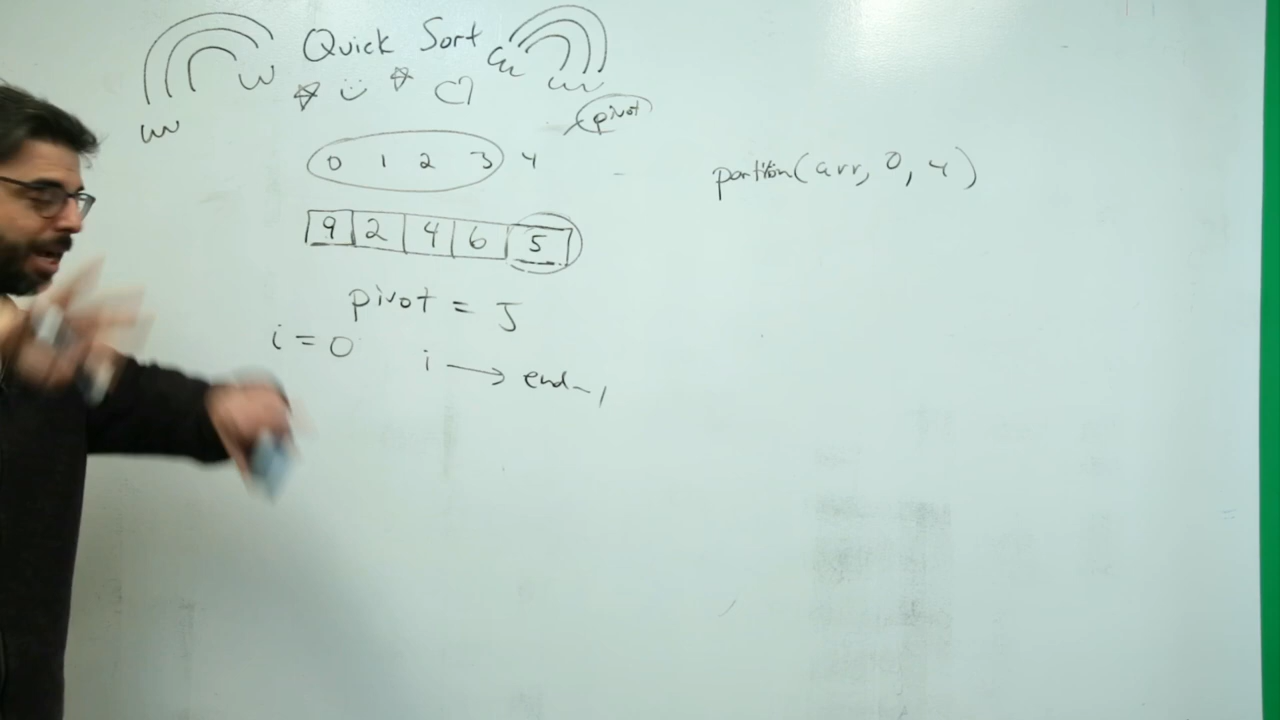 Quick Sort
pivot
0 1 2 3 4
partition(arr, 0, 4)
9 2 4 6 5
pivot = 5
i = 0
i → end-1